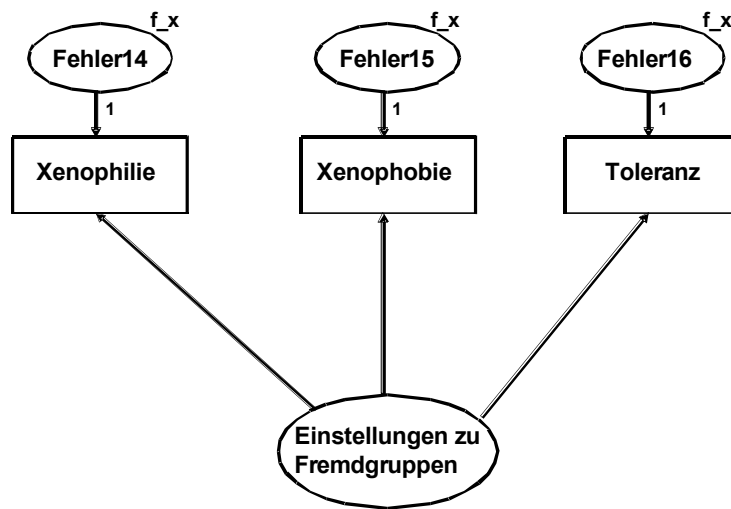 f_x f_x f_x
Fehler14 Fehler15 Fehler16
1 1 1
Xenophilie Xenophobie Toleranz
Einstellungen zu
Fremdgruppen